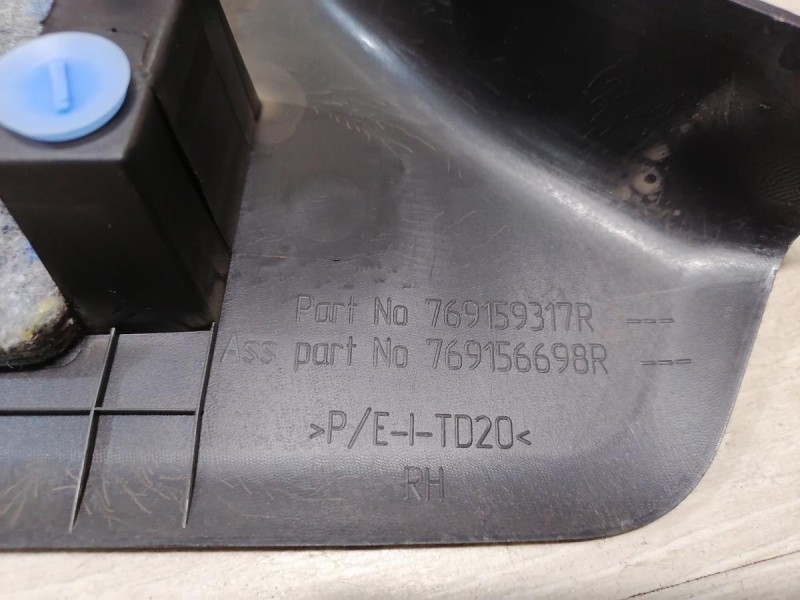 Part No 769159317R ---
Ass part No 769156698R ---
>P/E-I-TD20<
RH